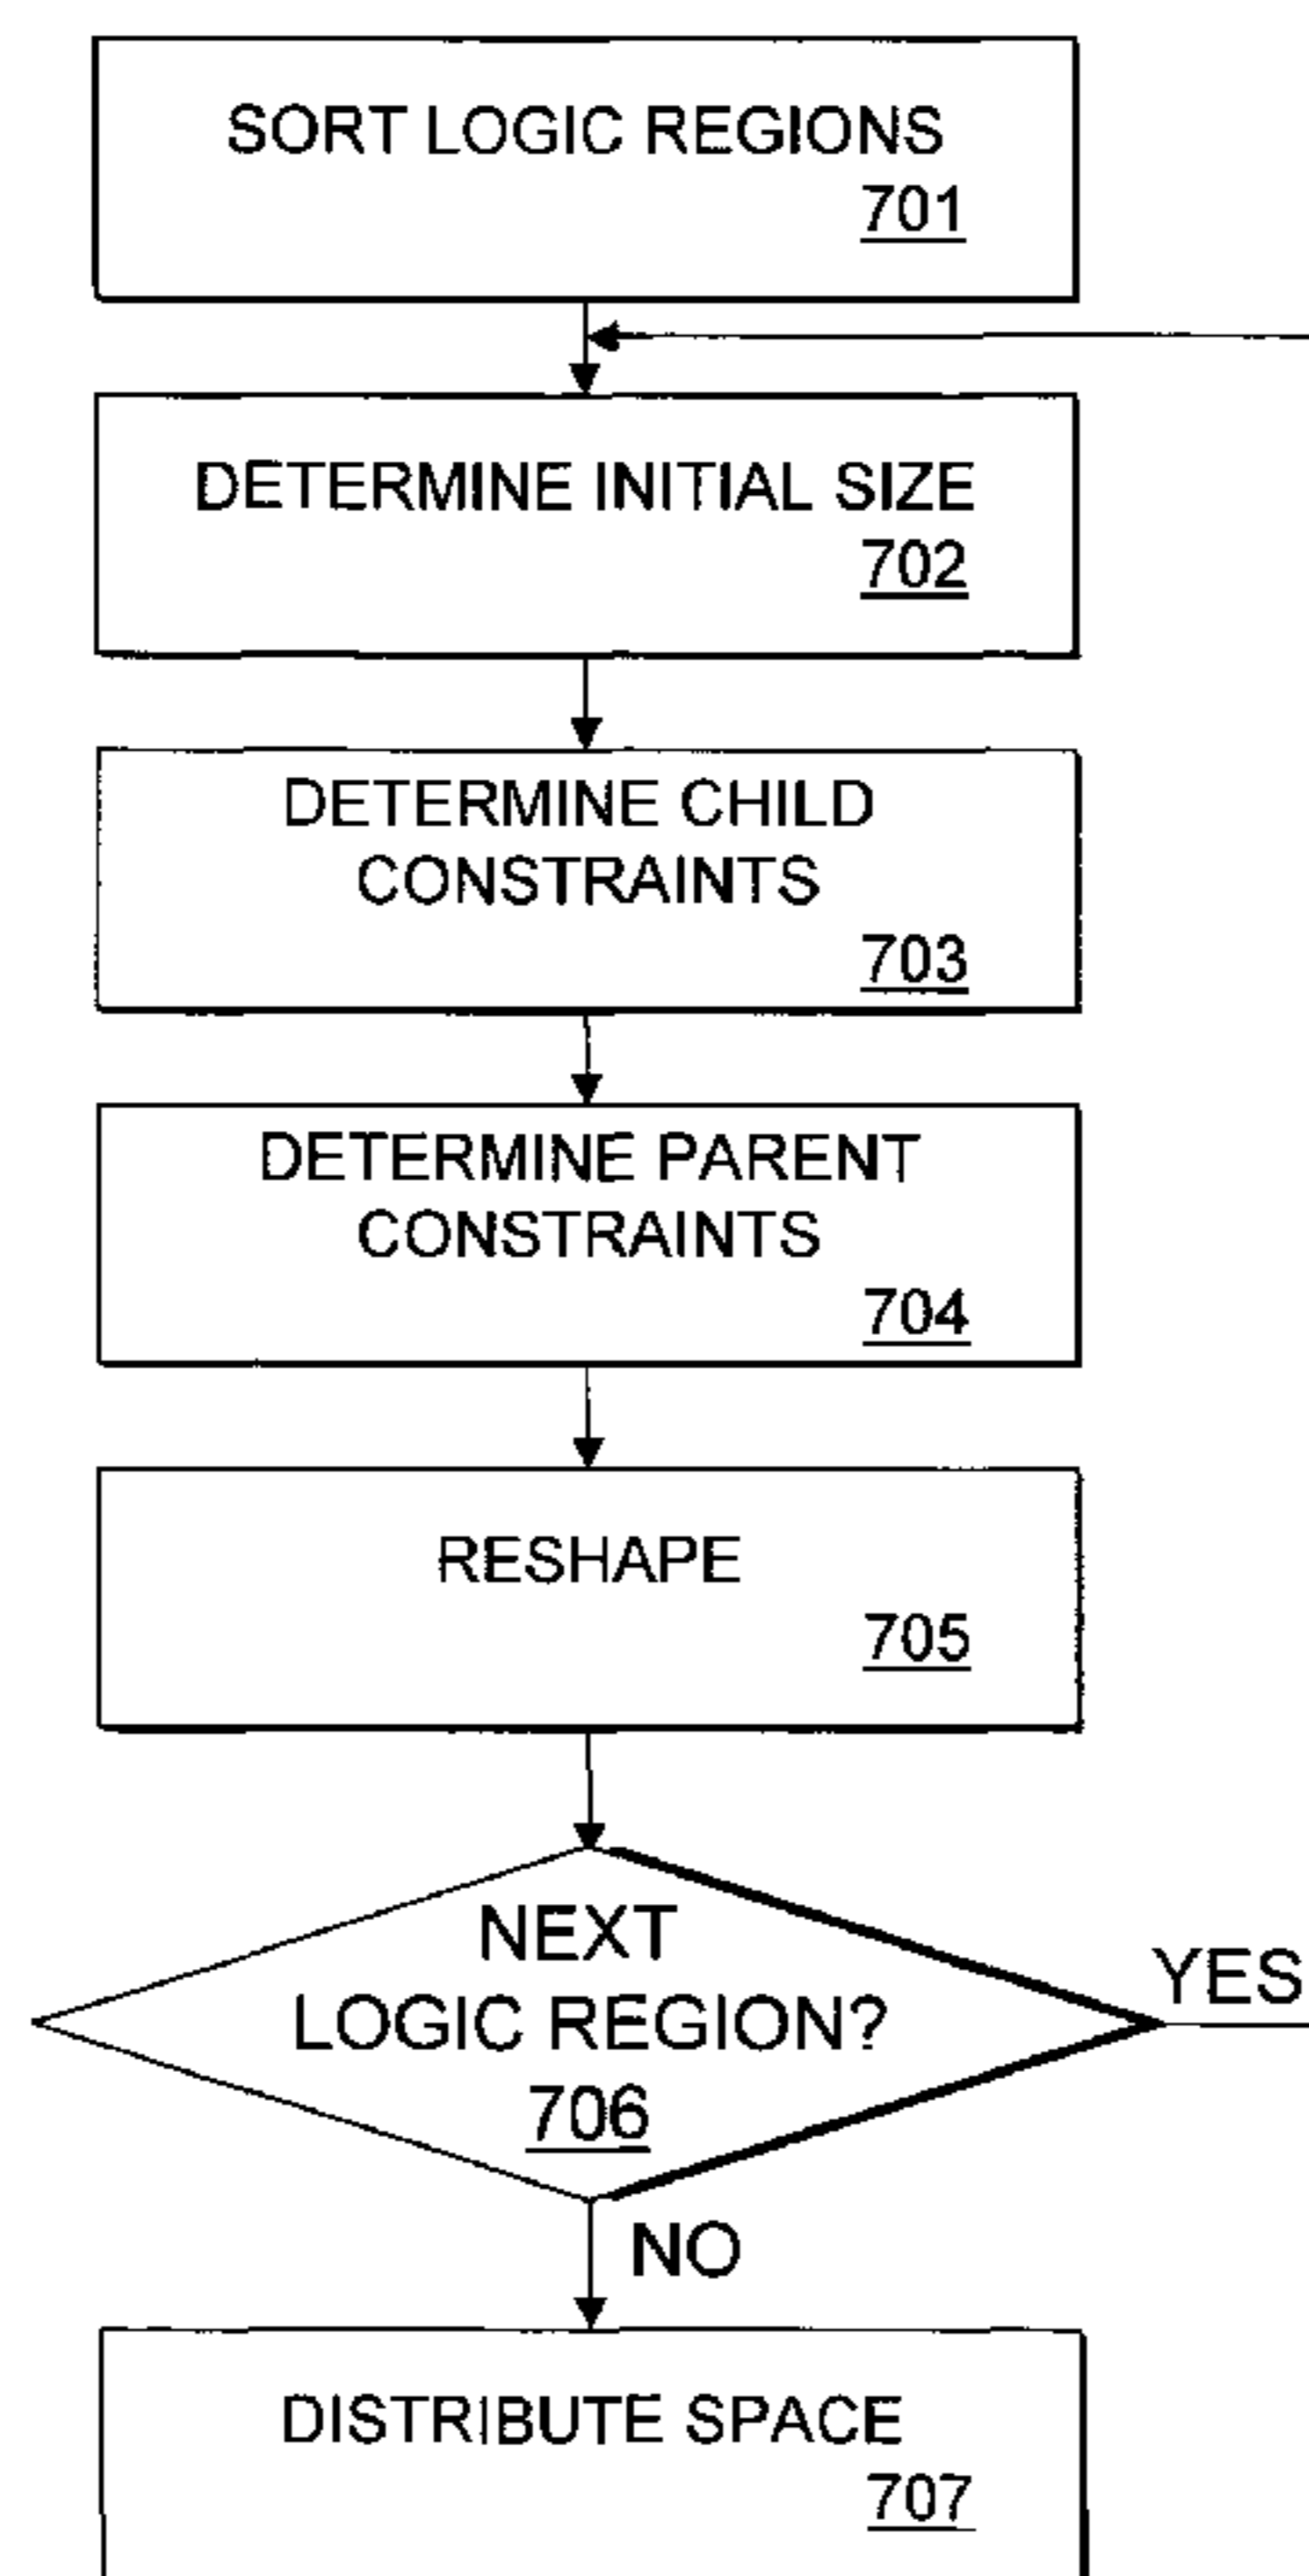 SORT LOGIC REGIONS
701
DETERMINE INITIAL SIZE
702
DETERMINE CHILD
CONSTRAINTS
703
DETERMINE PARENT
CONSTRAINTS
704
RESHAPE
705
NEXT
LOGIC REGION?
706
YES
NO
DISTRIBUTE SPACE
707